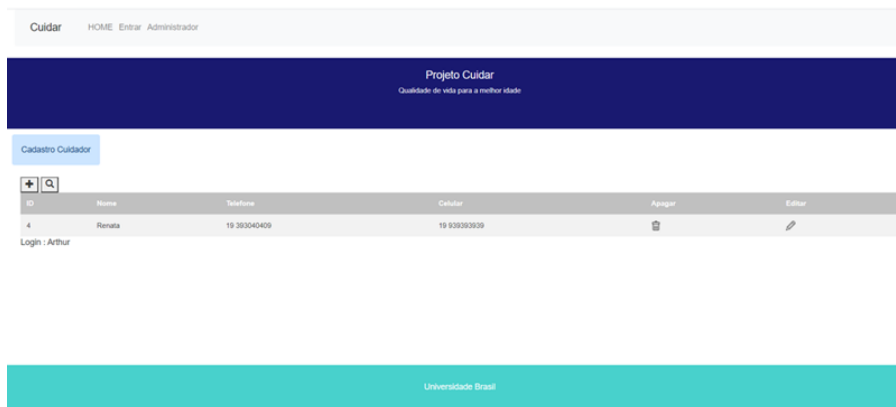 Cuidar HOME Entrar Administrador
Projeto Cuidar
Qualidade de vida para a melhor idade
Cadastro Cuidador
ID Nome Telefone Celular Apagar Editar
4 Renata 19 393040409 19 939393939
Login : Arthur
Universidade Brasil